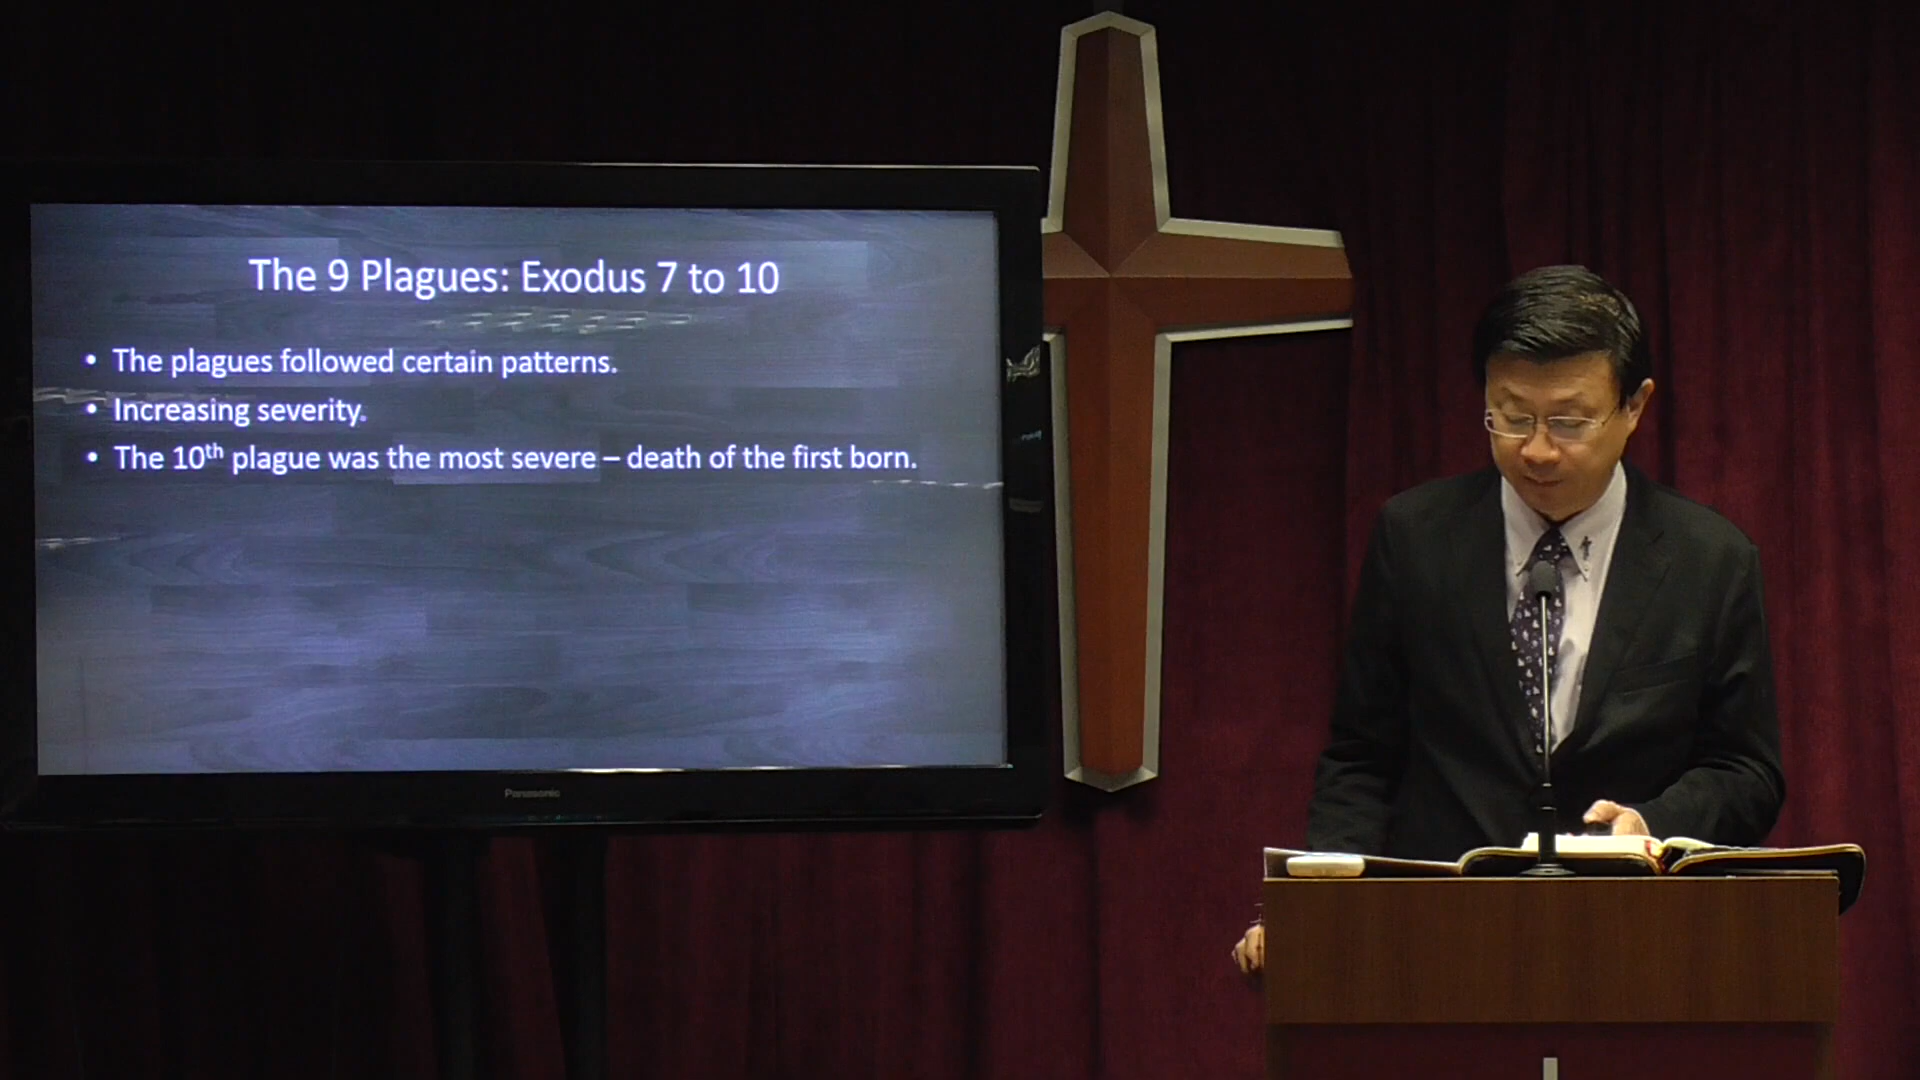 The 9 Plagues: Exodus 7 to 10
• The plagues followed certain patterns.
• Increasing severity.
• The 10th plague was the most severe – death of the first born.
Panasonic